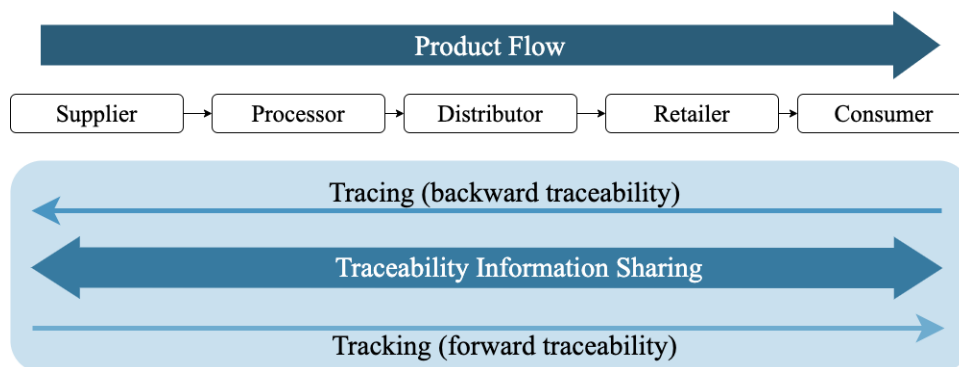 Product Flow
Supplier
Processor
Distributor
Retailer
Consumer
Tracing (backward traceability)
Traceability Information Sharing
Tracking (forward traceability)